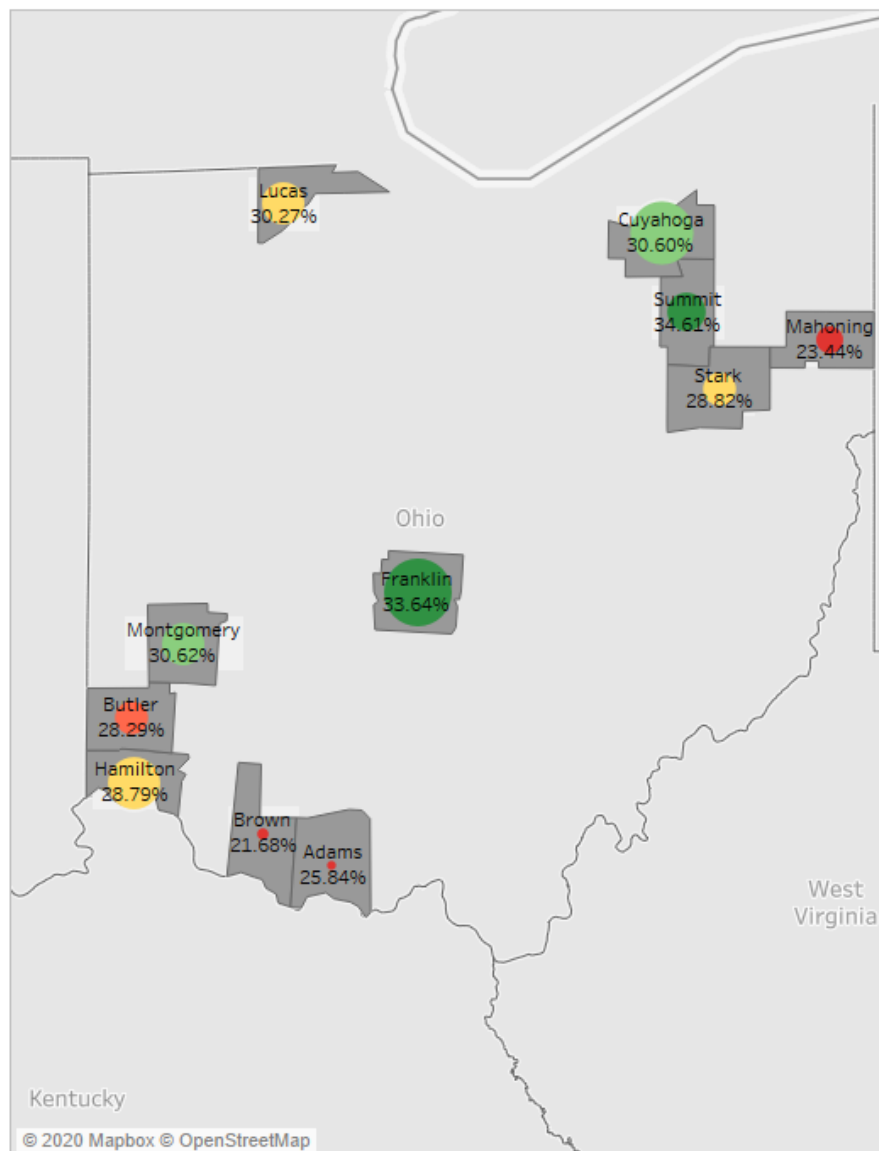 Lucas
30.27%
Cuyahoga
30.60%
Summit
34.61%
Mahoning
23.44%
Stark
28.82%
Ohio
Franklin
33.64%
Montgomery
30.62%
Butler
28.29%
Hamilton
28.79%
Brown
21.68%
Adams
25.84%
West
Virginia
Kentucky
© 2020 Mapbox © OpenStreetMap